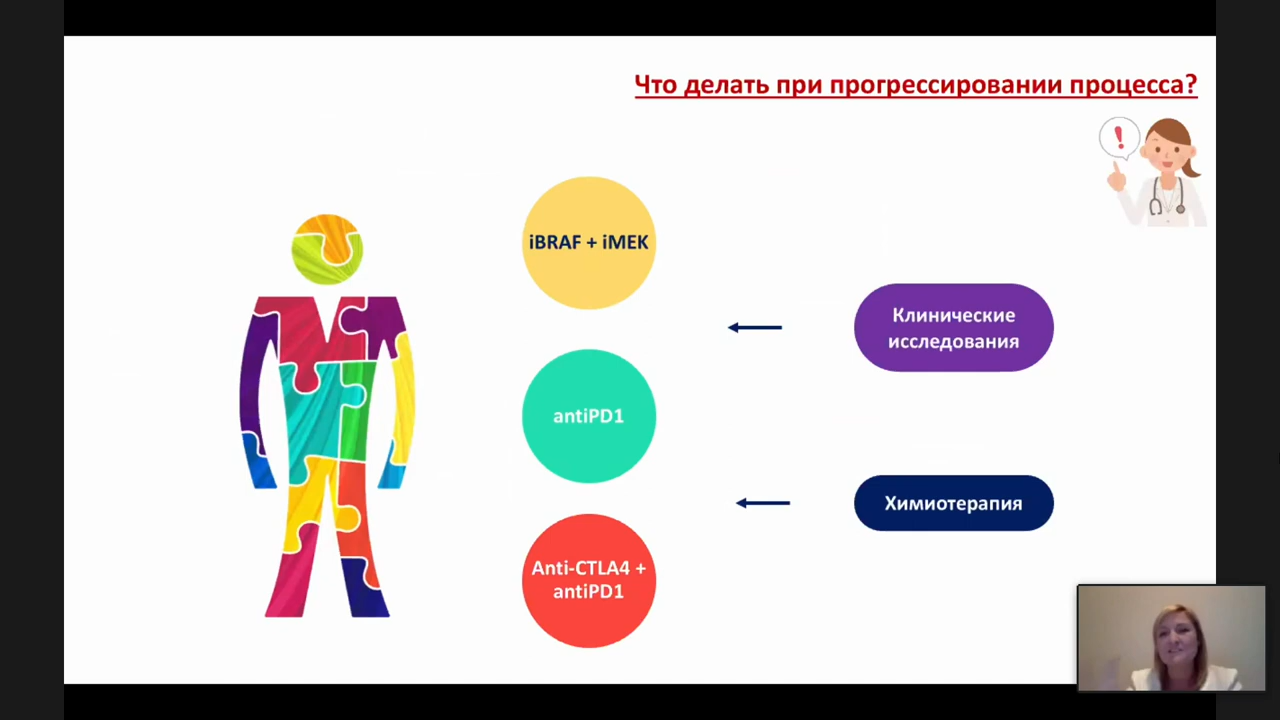 Что делать при прогрессировании процесса?
!
iBRAF + iMEK
Клинические
исследования
antiPD1
Химиотерапия
Anti-CTLA4 +
antiPD1